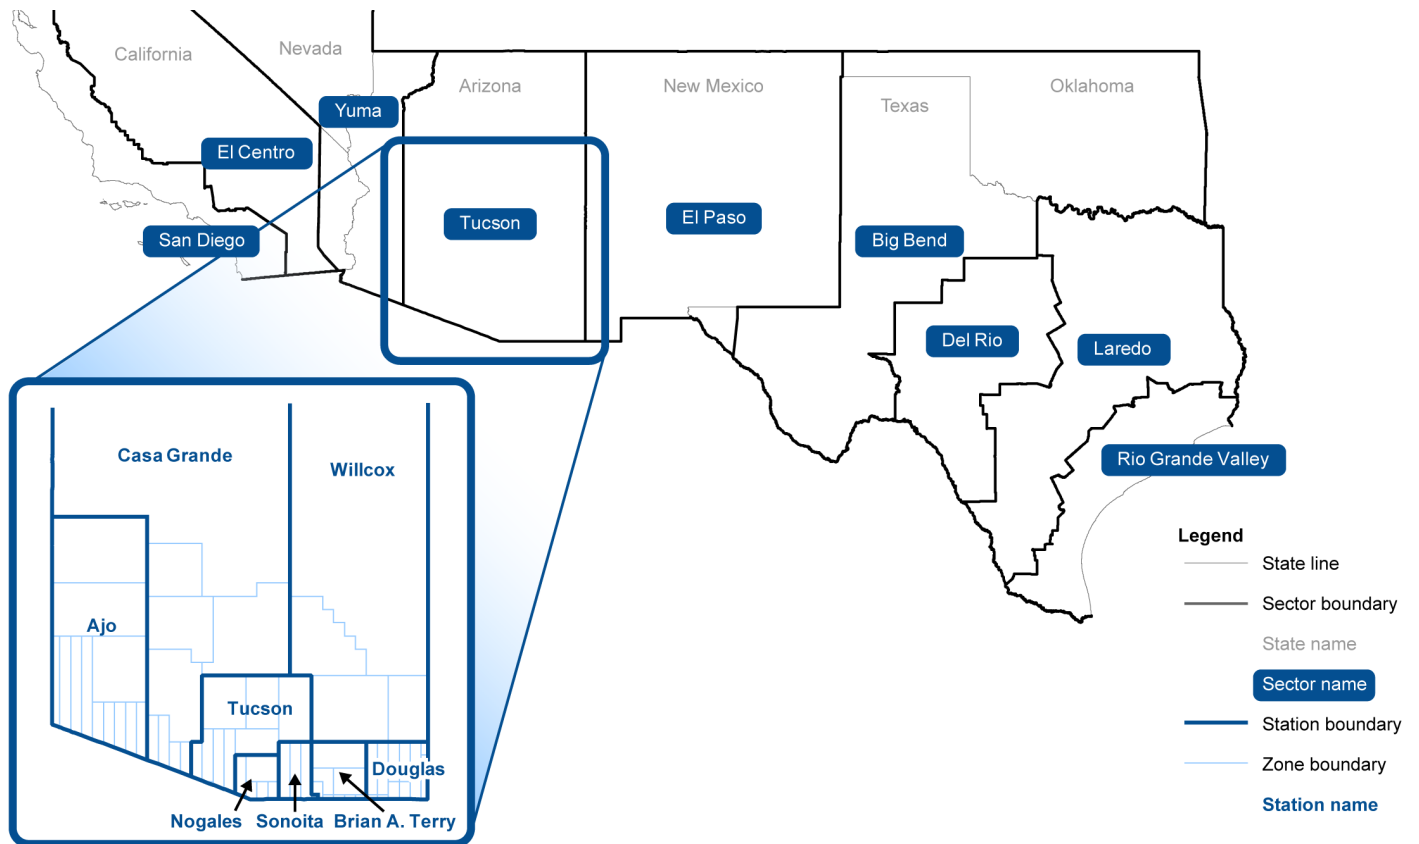 California
Nevada
Arizona
New Mexico
Oklahoma
Texas
Yuma
El Centro
San Diego
Tucson
El Paso
Big Bend
Del Rio
Laredo
Rio Grande Valley
Casa Grande
Willcox
Ajo
Tucson
Douglas
Nogales
Sonoita
Brian A. Terry
Legend
State line
Sector boundary
State name
Sector name
Station boundary
Zone boundary
Station name